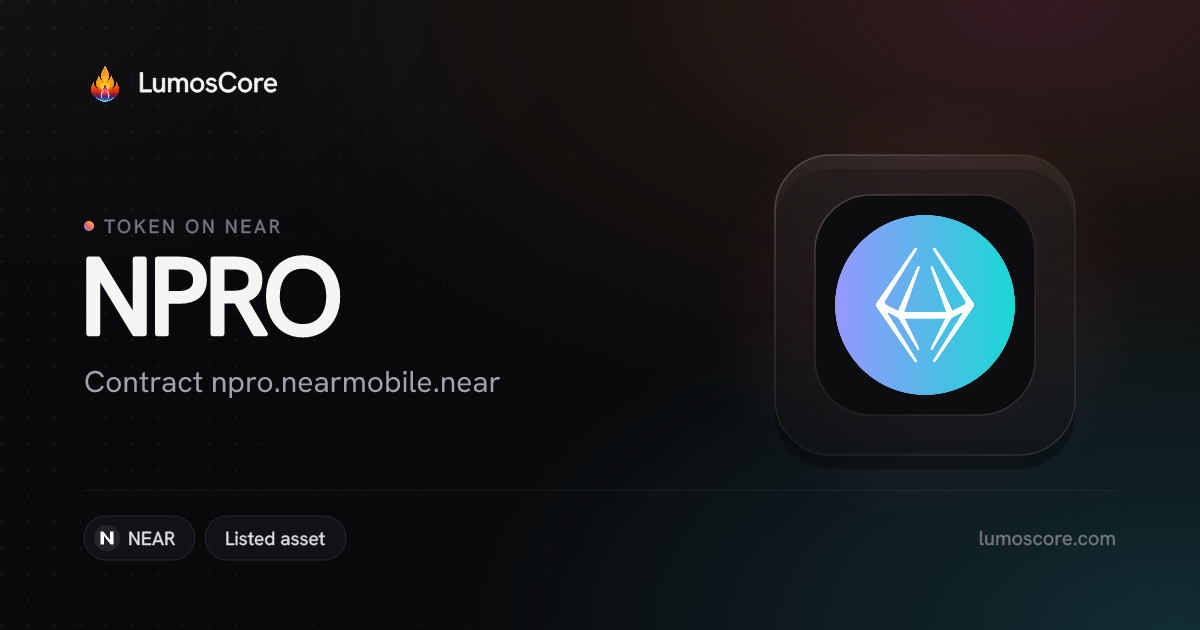 LumosCore
TOKEN ON NEAR
NPRO
Contract npro.nearmobile.near
N NEAR
Listed asset
lumoscore.com